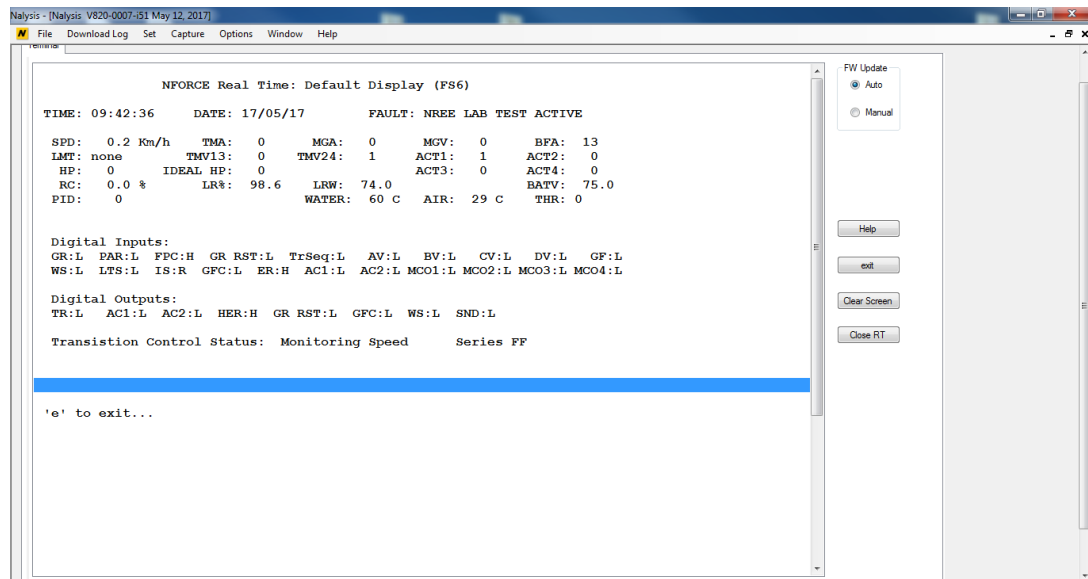 Nalysis - [Nalysis V820-0007-i51 May 12, 2017]
File Download Log Set Capture Options Window Help
Terminal
NFORCE Real Time: Default Display (FS6)
TIME: 09:42:36 DATE: 17/05/17 FAULT: NREE LAB TEST ACTIVE
SPD: 0.2 Km/h TMA: 0 MGA: 0 MGV: 0 BFA: 13
LMT: none TMV13: 0 TMV24: 1 ACT1: 1 ACT2: 0
HP: 0 IDEAL HP: 0 ACT3: 0 ACT4: 0
RC: 0.0 % LR%: 98.6 LRW: 74.0 BATV: 75.0
PID: 0 WATER: 60 C AIR: 29 C THR: 0
Digital Inputs:
GR:L PAR:L FPC:H GR RST:L TrSeq:L AV:L BV:L CV:L DV:L GF:L
WS:L LTS:L IS:R GFC:L ER:H AC1:L AC2:L MCO1:L MCO2:L MCO3:L MCO4:L
Digital Outputs:
TR:L AC1:L AC2:L HER:H GR RST:L GFC:L WS:L SND:L
Transistion Control Status: Monitoring Speed Series FF
'e' to exit...
FW Update
Auto
Manual
Help
exit
Clear Screen
Close RT